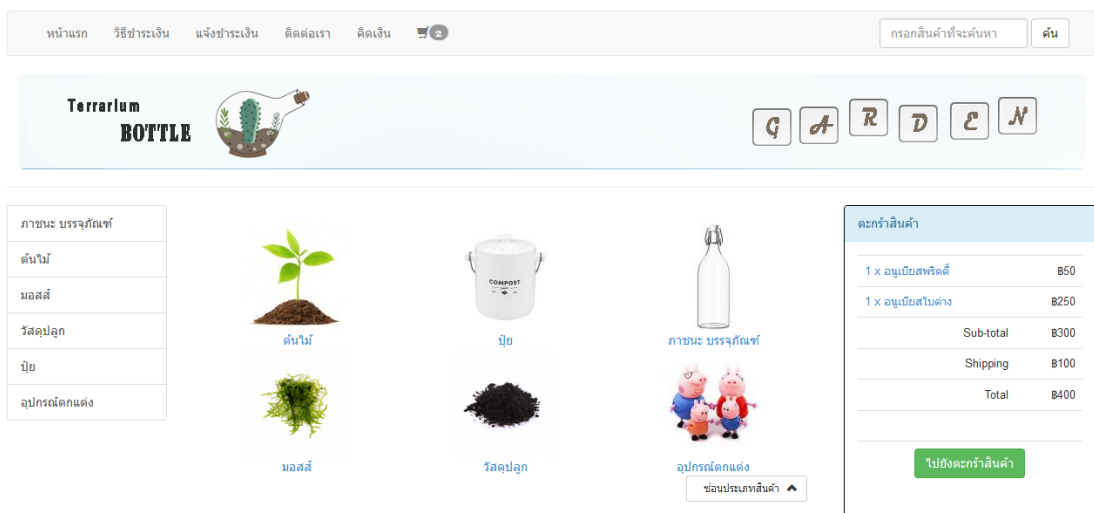 หน้าแรก วิธีชำระเงิน แจ้งชำระเงิน ติดต่อเรา คิดเงิน 2 กรอกสินค้าที่จะค้นหา ค้น
Terrarium
BOTTLE
G A R D E N
ภาชนะ บรรจุภัณฑ์
ต้นไม้
มอสส์
วัสดุปลูก
ปุ๋ย
อุปกรณ์ตกแต่ง
COMPOST
ต้นไม้ ปุ๋ย ภาชนะ บรรจุภัณฑ์
มอสส์ วัสดุปลูก อุปกรณ์ตกแต่ง
ซ่อนประเภทสินค้า
ตะกร้าสินค้า
1 x อนูเบียสพริตตี้ ฿50
1 x อนูเบียสใบด่าง ฿250
Sub-total ฿300
Shipping ฿100
Total ฿400
ไปยังตะกร้าสินค้า